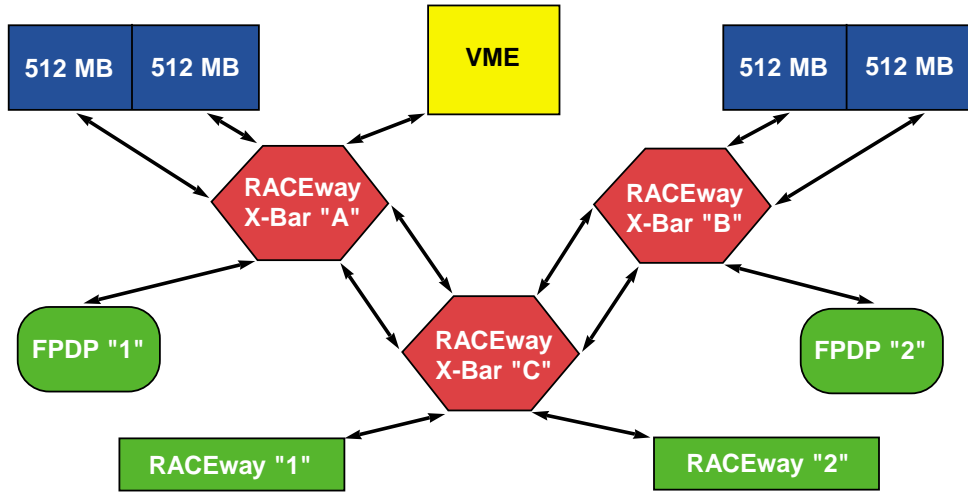 512 MB
512 MB
VME
512 MB
512 MB
RACEway
X-Bar "A"
RACEway
X-Bar "B"
FPDP "1"
RACEway
X-Bar "C"
FPDP "2"
RACEway "1"
RACEway "2"